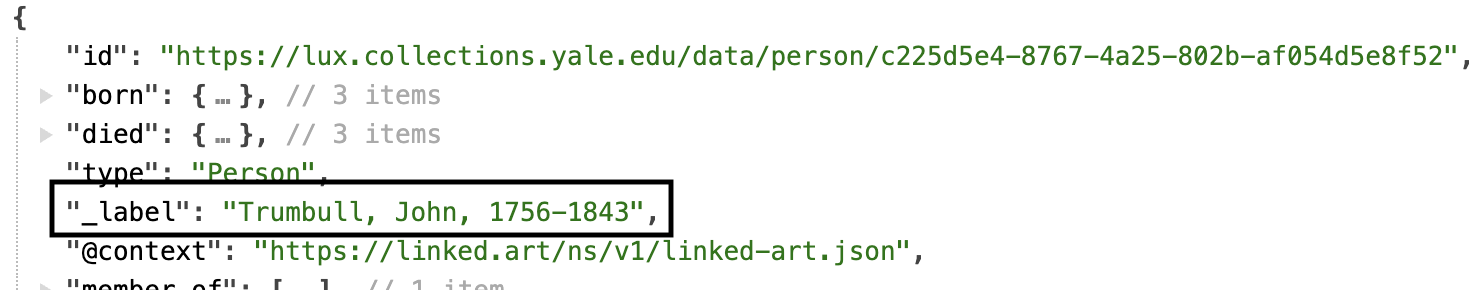 {
"id": "https://lux.collections.yale.edu/data/person/c225d5e4-8767-4a25-802b-af054d5e8f52",
"born": { … }, // 3 items
"died": { … }, // 3 items
"type": "Person",
"_label": "Trumbull, John, 1756-1843",
"@context": "https://linked.art/ns/v1/linked-art.json",
"member_of": [ … ], // 1 item